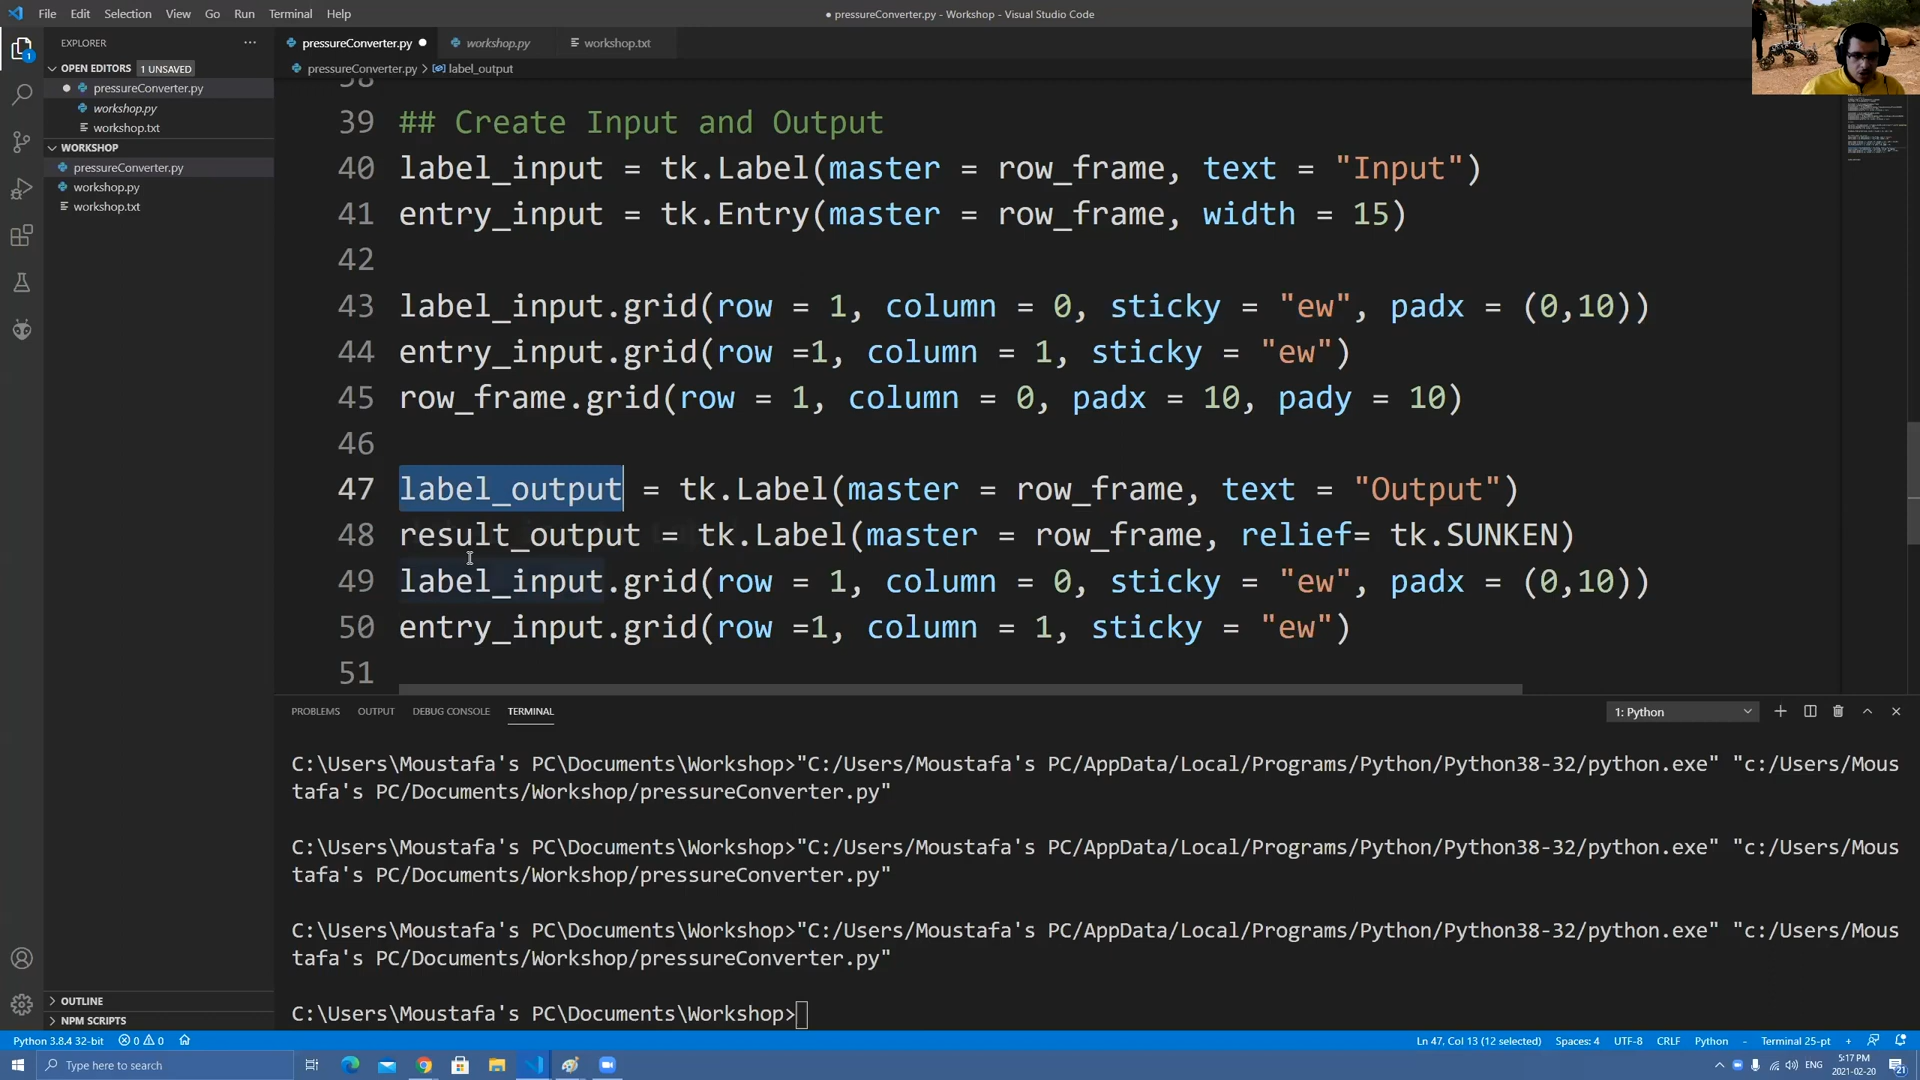 File Edit Selection View Go Run Terminal Help
● pressureConverter.py - Workshop - Visual Studio Code
EXPLORER
OPEN EDITORS 1 UNSAVED
pressureConverter.py
workshop.py
workshop.txt
WORKSHOP
pressureConverter.py
workshop.py
workshop.txt
OUTLINE
NPM SCRIPTS
pressureConverter.py workshop.py workshop.txt
pressureConverter.py > label_output
38
39 ## Create Input and Output
40 label_input = tk.Label(master = row_frame, text = "Input")
41 entry_input = tk.Entry(master = row_frame, width = 15)
42
43 label_input.grid(row = 1, column = 0, sticky = "ew", padx = (0,10))
44 entry_input.grid(row =1, column = 1, sticky = "ew")
45 row_frame.grid(row = 1, column = 0, padx = 10, pady = 10)
46
47 label_output = tk.Label(master = row_frame, text = "Output")
48 result_output = tk.Label(master = row_frame, relief= tk.SUNKEN)
49 label_input.grid(row = 1, column = 0, sticky = "ew", padx = (0,10))
50 entry_input.grid(row =1, column = 1, sticky = "ew")
51
PROBLEMS OUTPUT DEBUG CONSOLE TERMINAL
1: Python
C:\Users\Moustafa's PC\Documents\Workshop>"C:/Users/Moustafa's PC/AppData/Local/Programs/Python/Python38-32/python.exe" "c:/Users/Mous
tafa's PC/Documents/Workshop/pressureConverter.py"
C:\Users\Moustafa's PC\Documents\Workshop>"C:/Users/Moustafa's PC/AppData/Local/Programs/Python/Python38-32/python.exe" "c:/Users/Mous
tafa's PC/Documents/Workshop/pressureConverter.py"
C:\Users\Moustafa's PC\Documents\Workshop>"C:/Users/Moustafa's PC/AppData/Local/Programs/Python/Python38-32/python.exe" "c:/Users/Mous
tafa's PC/Documents/Workshop/pressureConverter.py"
C:\Users\Moustafa's PC\Documents\Workshop>
Python 3.8.4 32-bit 0 0
Ln 47, Col 13 (12 selected) Spaces: 4 UTF-8 CRLF Python - Terminal 25-pt +
Type here to search
ENG
5:17 PM
2021-02-20
21